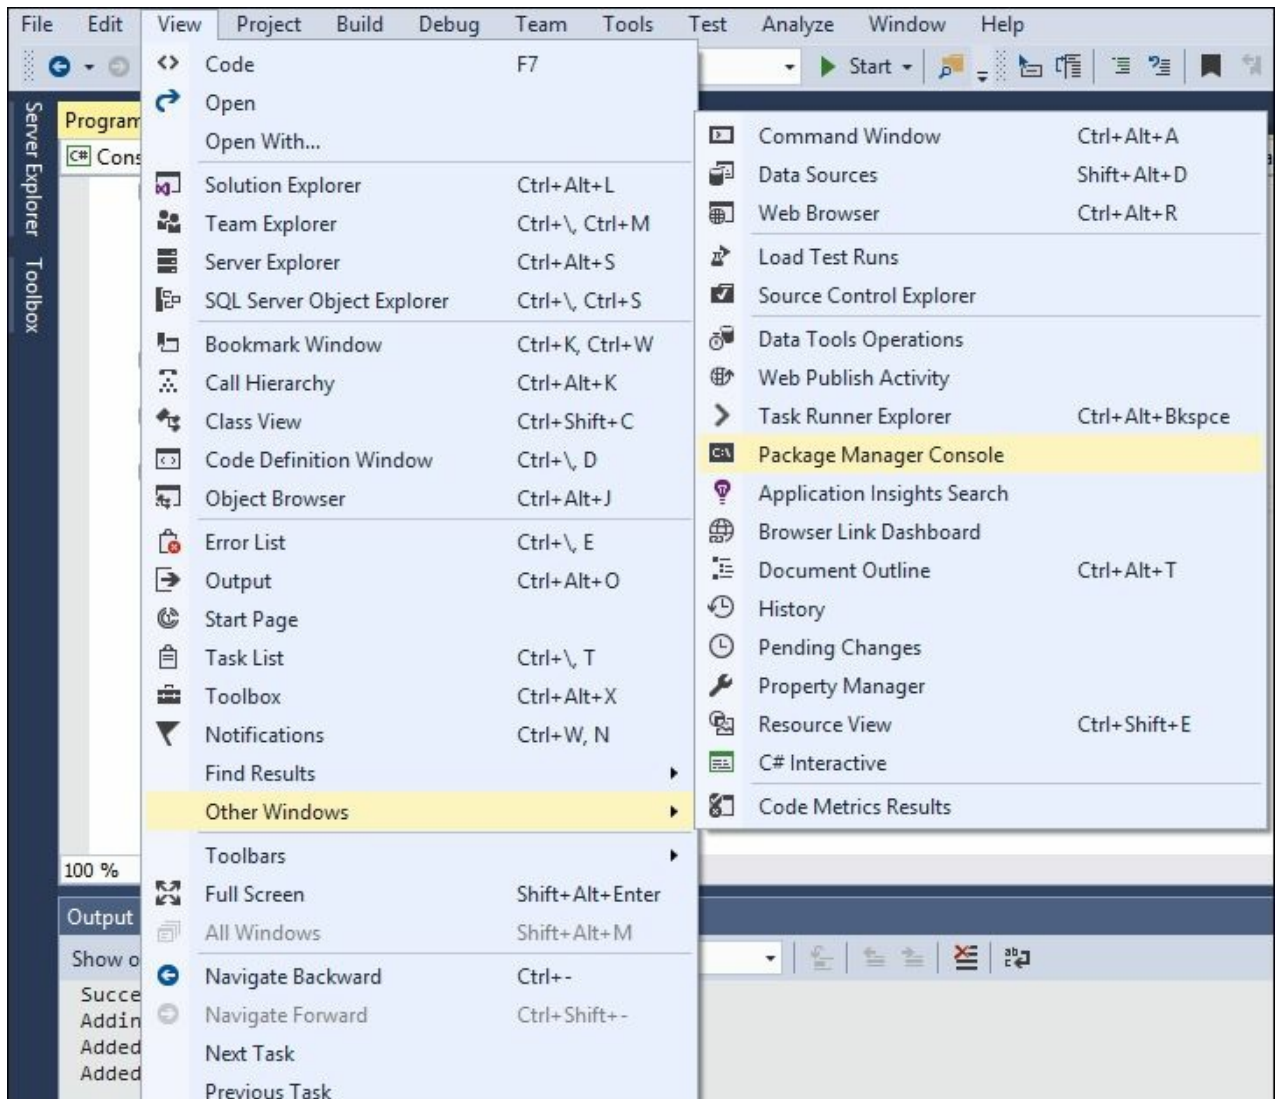 File Edit View Project Build Debug Team Tools Test Analyze Window Help
Start
Server Explorer
Toolbox
Program
C# Cons
Code F7
Open
Open With...
Solution Explorer Ctrl+Alt+L
Team Explorer Ctrl+\, Ctrl+M
Server Explorer Ctrl+Alt+S
SQL Server Object Explorer Ctrl+\, Ctrl+S
Bookmark Window Ctrl+K, Ctrl+W
Call Hierarchy Ctrl+Alt+K
Class View Ctrl+Shift+C
Code Definition Window Ctrl+\, D
Object Browser Ctrl+Alt+J
Error List Ctrl+\, E
Output Ctrl+Alt+O
Start Page
Task List Ctrl+\, T
Toolbox Ctrl+Alt+X
Notifications Ctrl+W, N
Find Results
Other Windows
Toolbars
Full Screen Shift+Alt+Enter
All Windows Shift+Alt+M
Navigate Backward Ctrl+-
Navigate Forward Ctrl+Shift+-
Next Task
Previous Task
Command Window Ctrl+Alt+A
Data Sources Shift+Alt+D
Web Browser Ctrl+Alt+R
Load Test Runs
Source Control Explorer
Data Tools Operations
Web Publish Activity
Task Runner Explorer Ctrl+Alt+Bkspce
C:\ Package Manager Console
Application Insights Search
Browser Link Dashboard
Document Outline Ctrl+Alt+T
History
Pending Changes
Property Manager
Resource View Ctrl+Shift+E
C# Interactive
Code Metrics Results
100 %
Output
Show o
Succe
Addin
Added
Added